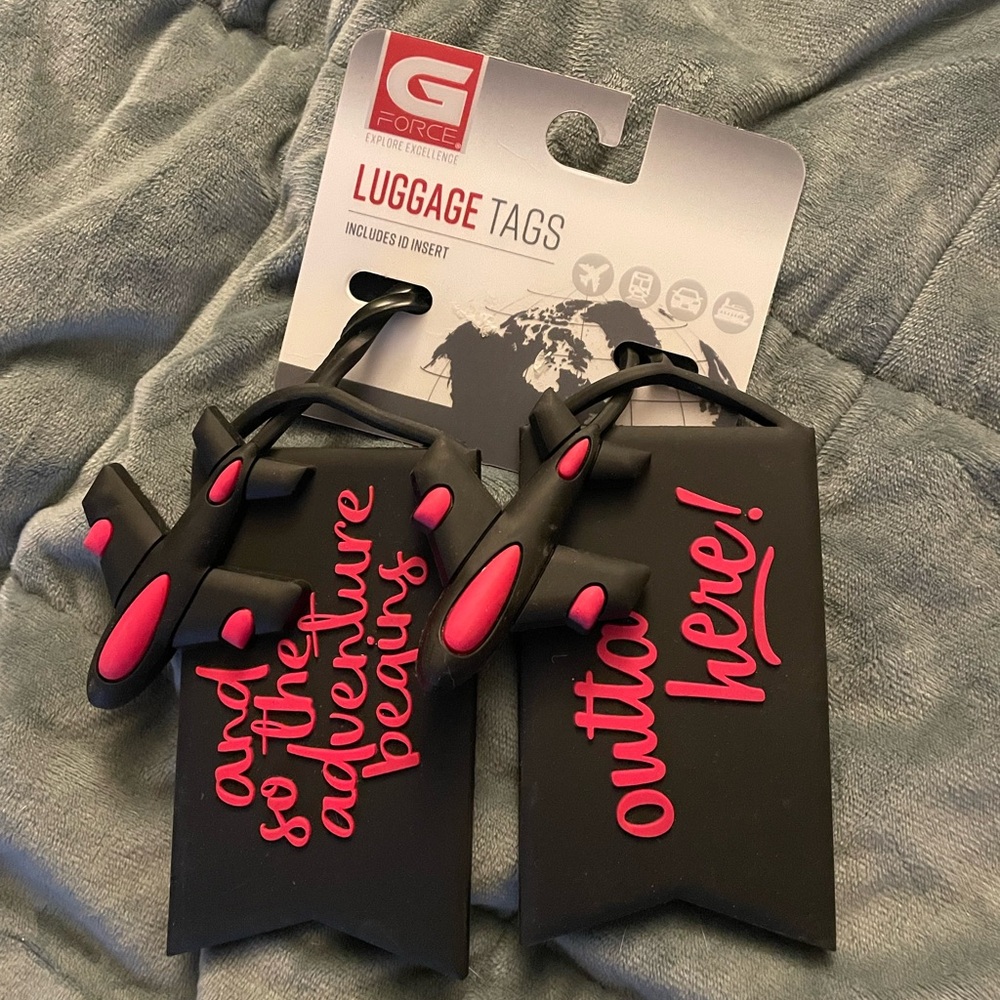 G
FORCE®
EXPLORE EXCELLENCE
LUGGAGE TAGS
INCLUDES ID INSERT
and
so the
adventure
begins
outta
here!